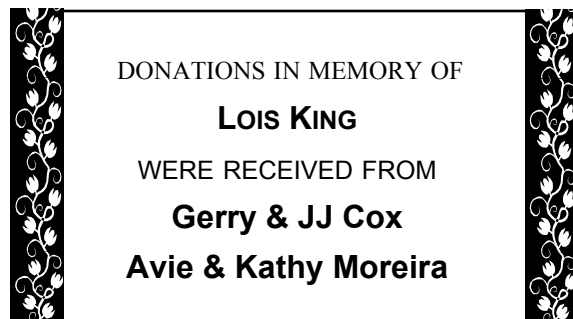 DONATIONS IN MEMORY OF
LOIS KING
WERE RECEIVED FROM
Gerry & JJ Cox
Avie & Kathy Moreira